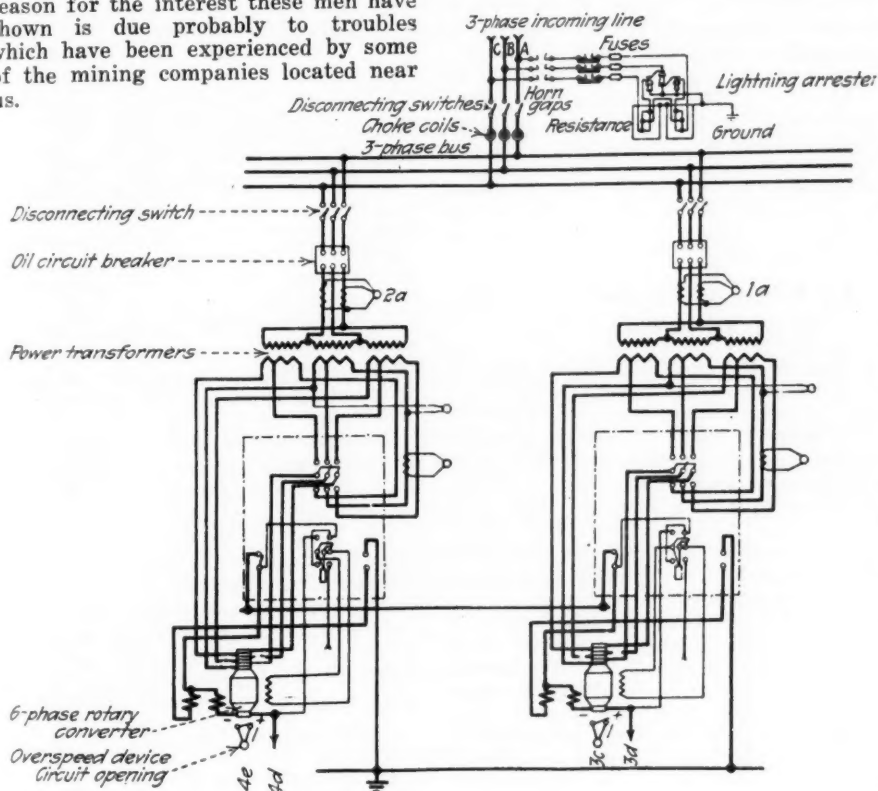 eason for the interest these men have
hown is due probably to troubles
which have been experienced by some
of the mining companies located near
us.
3-phase incoming line
C B A
Fuses
Lightning arrester
Horn
gaps
Disconnecting switches
Choke coils
3-phase bus
Resistance
Ground
Disconnecting switch
Oil circuit breaker
2a
1a
Power transformers
6-phase rotary
converter
- +
- +
Overspeed device
Circuit opening
4e
4d
3c
3d